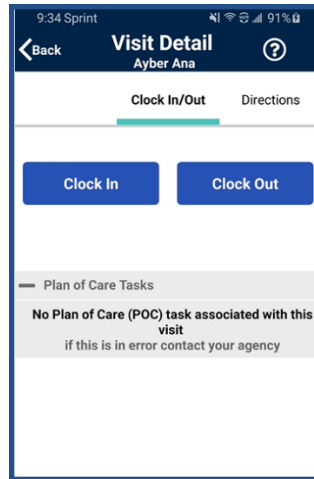 9:34 Sprint 91%
Back Visit Detail ?
Ayber Ana
Clock In/Out Directions
Clock In Clock Out
Plan of Care Tasks
No Plan of Care (POC) task associated with this
visit
if this is in error contact your agency